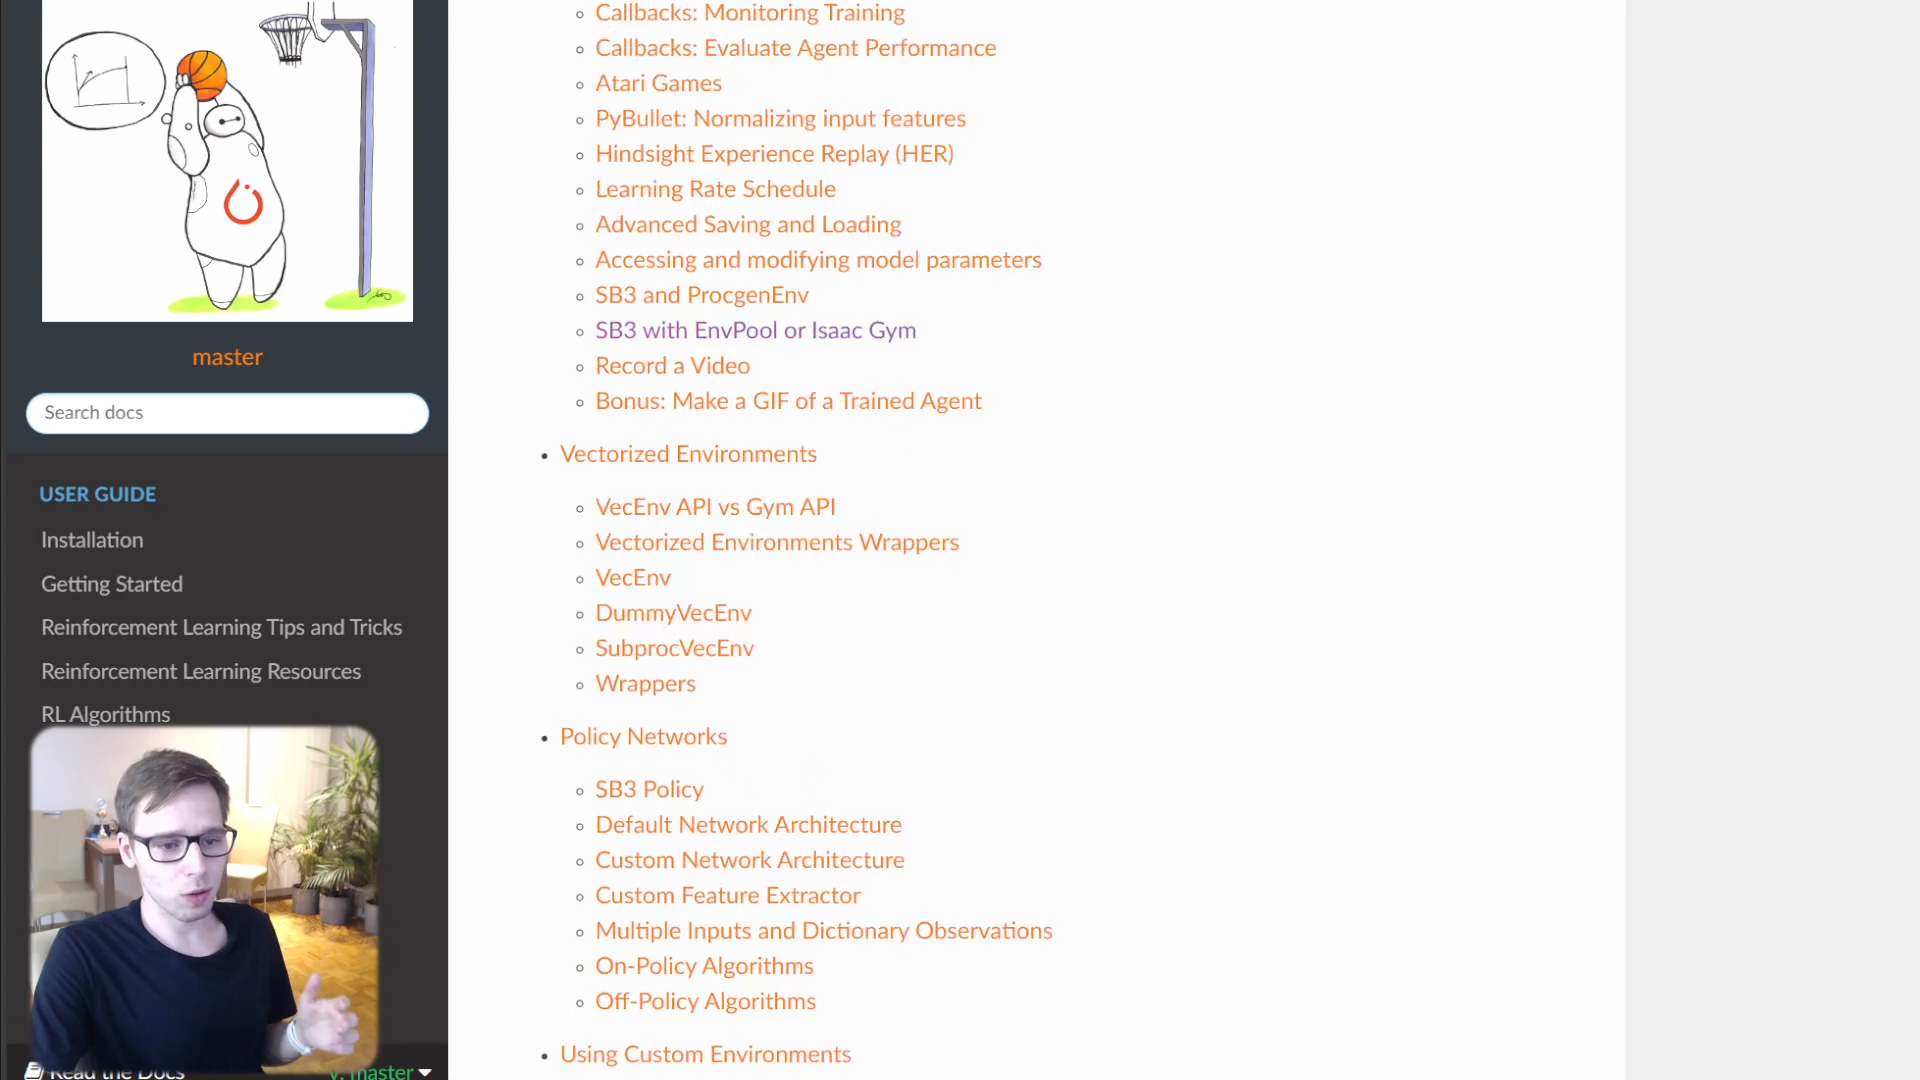 master
Search docs
USER GUIDE
Installation
Getting Started
Reinforcement Learning Tips and Tricks
Reinforcement Learning Resources
RL Algorithms
Read the Docs
v: master
Callbacks: Monitoring Training
Callbacks: Evaluate Agent Performance
Atari Games
PyBullet: Normalizing input features
Hindsight Experience Replay (HER)
Learning Rate Schedule
Advanced Saving and Loading
Accessing and modifying model parameters
SB3 and ProcgenEnv
SB3 with EnvPool or Isaac Gym
Record a Video
Bonus: Make a GIF of a Trained Agent
Vectorized Environments
VecEnv API vs Gym API
Vectorized Environments Wrappers
VecEnv
DummyVecEnv
SubprocVecEnv
Wrappers
Policy Networks
SB3 Policy
Default Network Architecture
Custom Network Architecture
Custom Feature Extractor
Multiple Inputs and Dictionary Observations
On-Policy Algorithms
Off-Policy Algorithms
Using Custom Environments